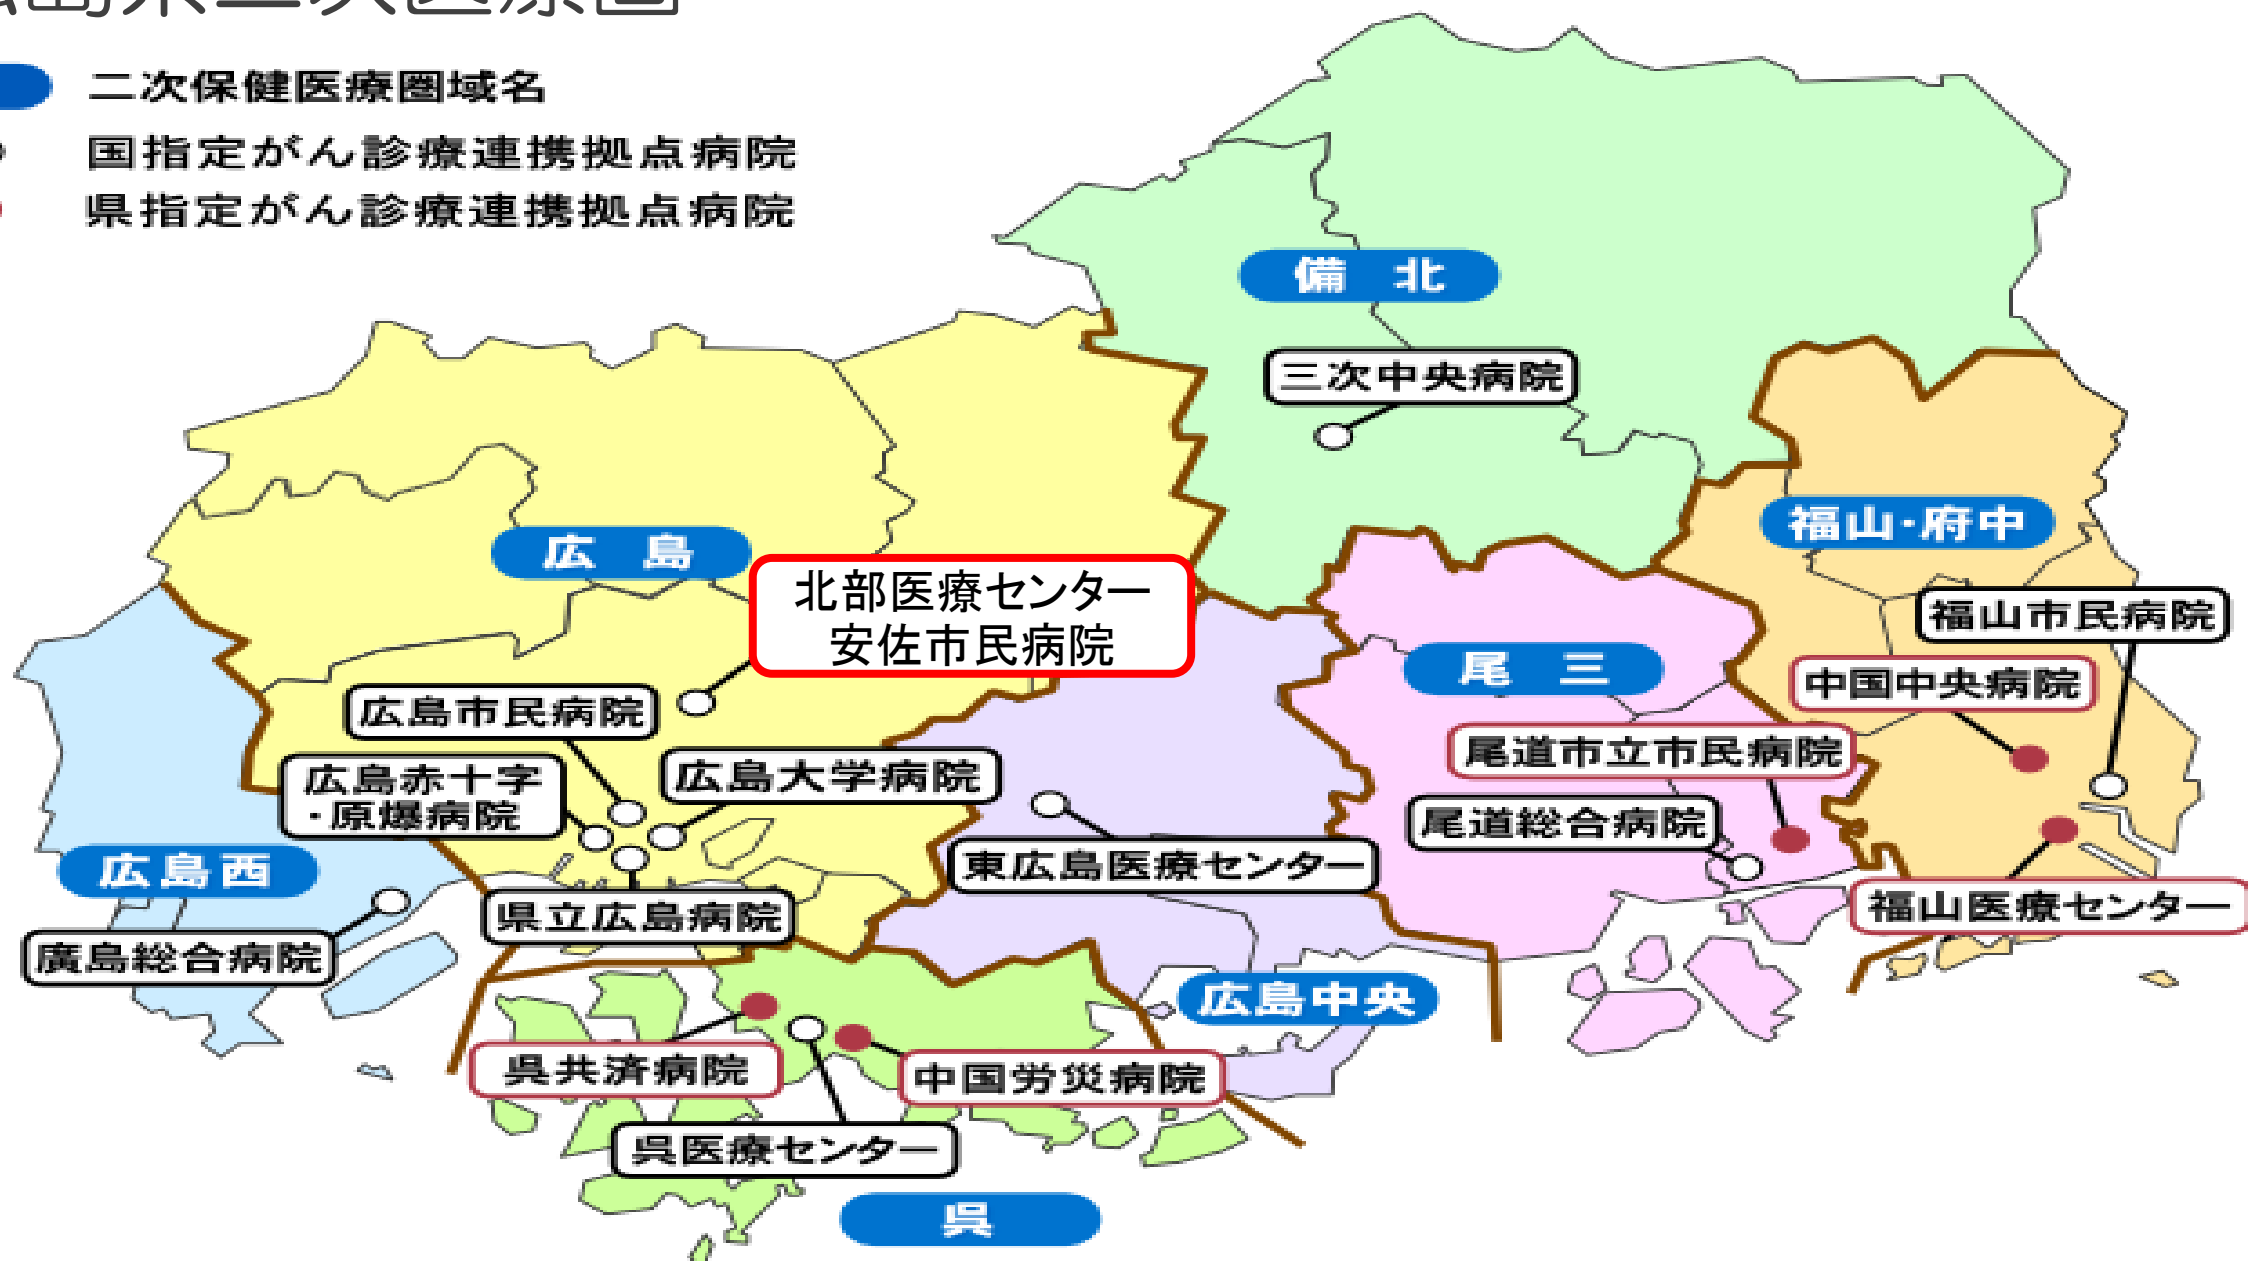 島県二次医療圏
二次保健医療圏域名
国指定がん診療連携拠点病院
県指定がん診療連携拠点病院
備 北
三次中央病院
広 島
福山・府中
北部医療センター
安佐市民病院
福山市民病院
尾 三
中国中央病院
広島市民病院
尾道市立市民病院
広島赤十字
・原爆病院
広島大学病院
尾道総合病院
東広島医療センター
広島西
県立広島病院
福山医療センター
廣島総合病院
広島中央
呉共済病院
中国労災病院
呉医療センター
呉